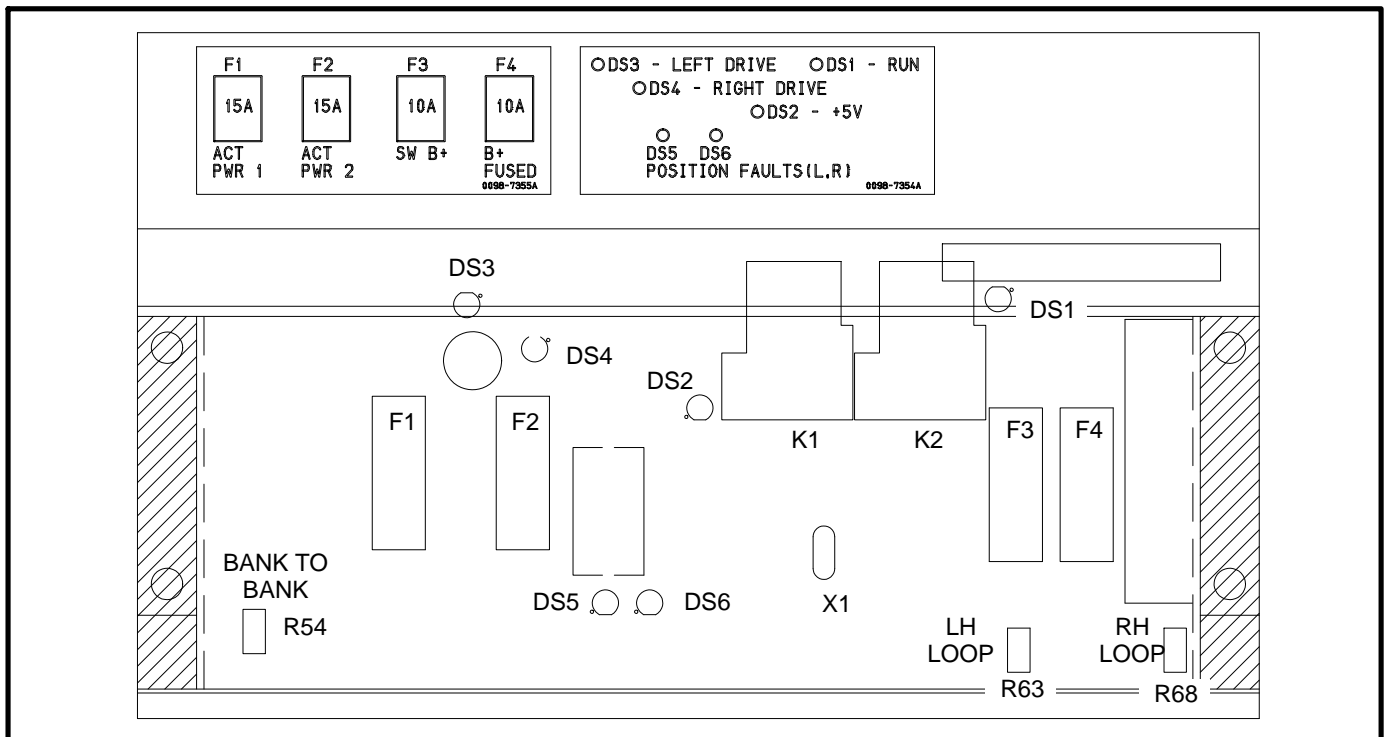 F1 F2 F3 F4
15A 15A 10A 10A
ACT ACT SW B+ B+
PWR 1 PWR 2 FUSED
0098-7355A
DS3 - LEFT DRIVE DS1 - RUN
DS4 - RIGHT DRIVE
DS2 - +5V
DS5 DS6
POSITION FAULTS(L,R)
0098-7354A
DS3
DS1
DS4
DS2
F1 F2 K1 K2 F3 F4
BANK TO
BANK
R54
DS5 DS6
X1
LH
LOOP
R63
RH
LOOP
R68